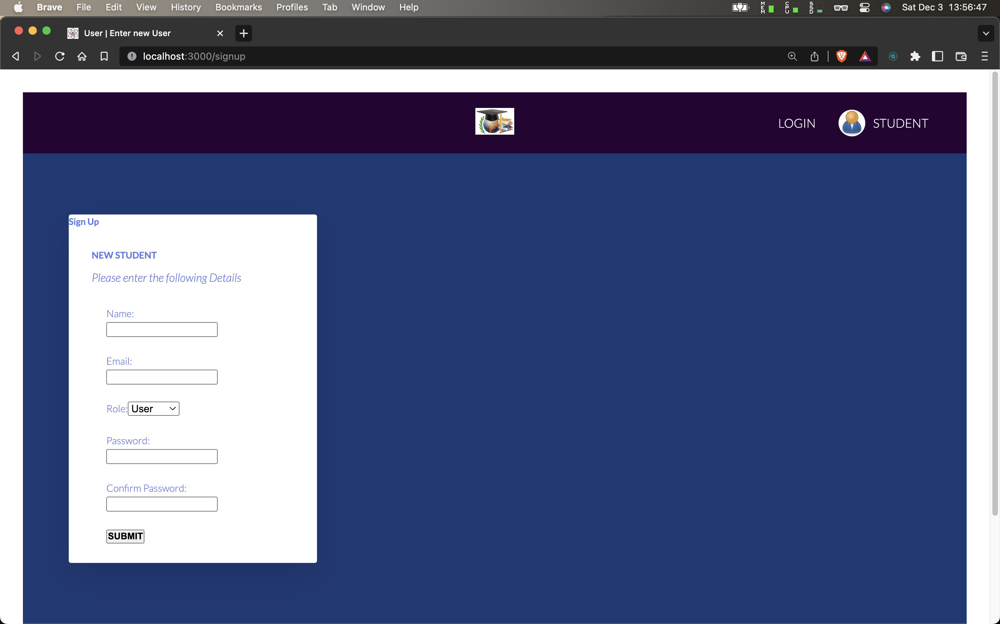 Brave File Edit View History Bookmarks Profiles Tab Window Help MEM CPU SSD Sat Dec 3 13:56:47
User | Enter new User
localhost:3000/signup
LOGIN STUDENT
Sign Up
NEW STUDENT
Please enter the following Details
Name:
Email:
Role: User
Password:
Confirm Password:
SUBMIT